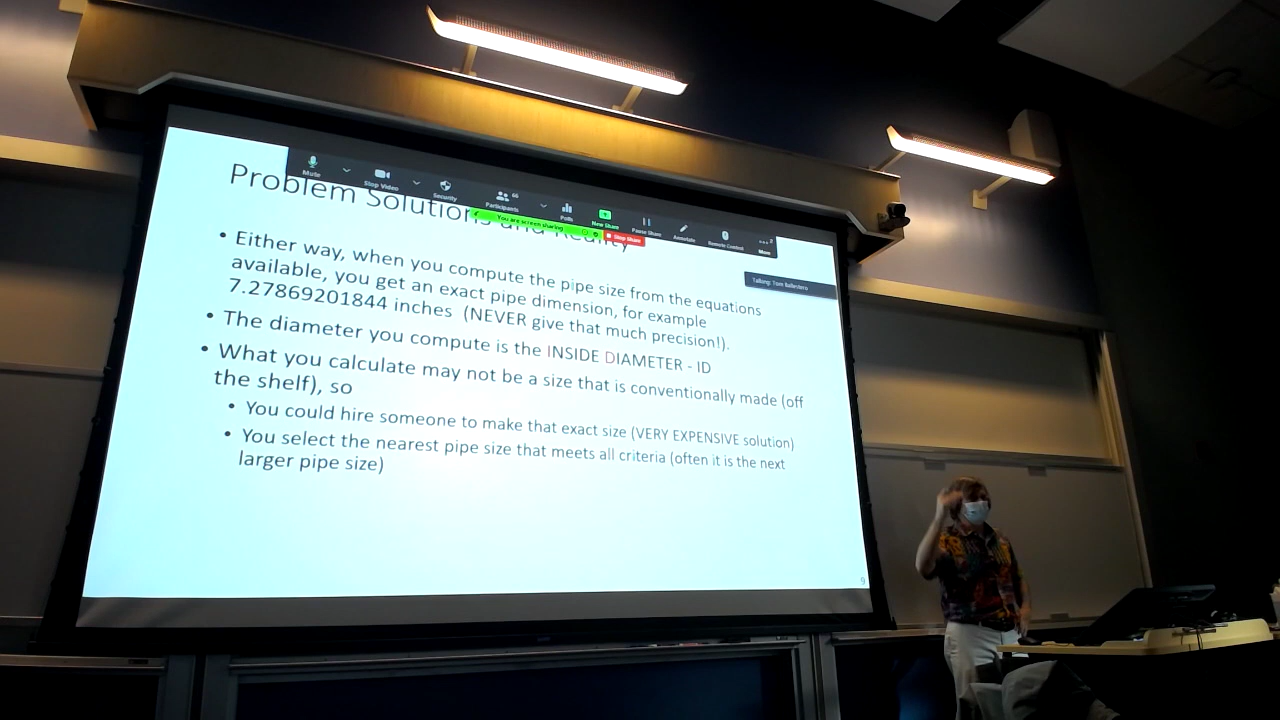 Mute
Stop Video
Security
Participants
66
Polls
New Share
Pause Share
Annotate
Remote Control
More
You are screen sharing
Stop Share
Talking: Tom Ballestero
Problem Solutions and Reality
• Either way, when you compute the pipe size from the equations
available, you get an exact pipe dimension, for example
7.27869201844 inches (NEVER give that much precision!).
• The diameter you compute is the INSIDE DIAMETER - ID
• What you calculate may not be a size that is conventionally made (off
the shelf), so
• You could hire someone to make that exact size (VERY EXPENSIVE solution)
• You select the nearest pipe size that meets all criteria (often it is the next
larger pipe size)
9